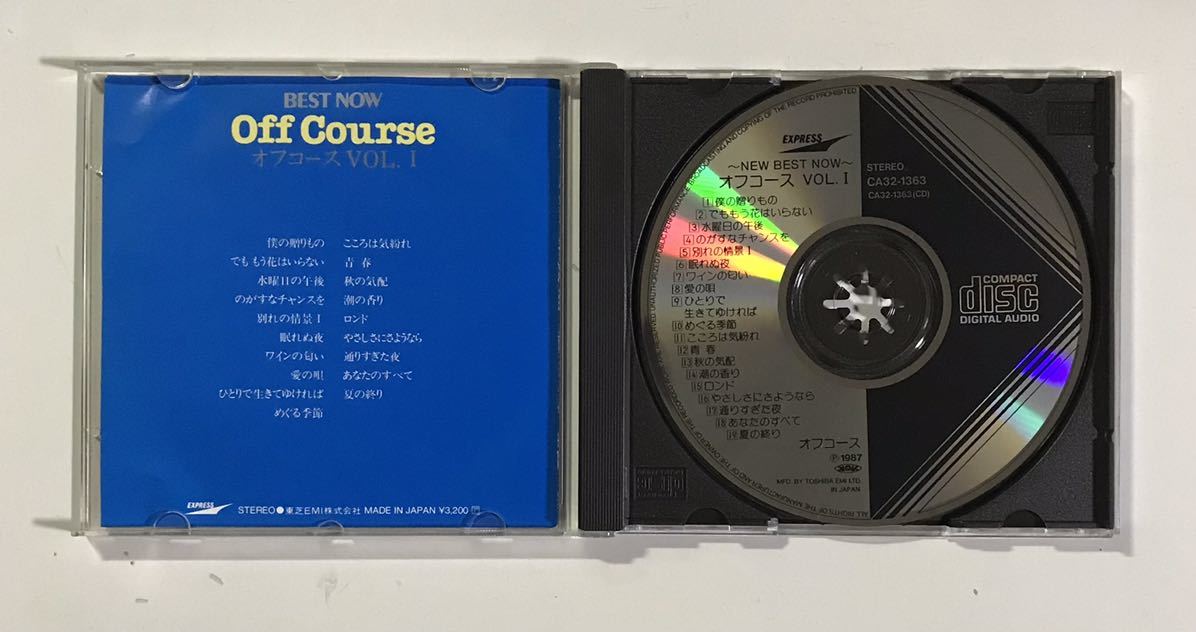 BEST NOW
Off Course
オフコース VOL. I
僕の贈りもの
でももう花はいらない
水曜日の午後
のがすなチャンスを
別れの情景 I
眠れぬ夜
ワインの匂い
愛の唄
ひとりで生きてゆければ
めぐる季節
こころは気紛れ
青春
秋の気配
潮の香り
ロンド
やさしさにさようなら
通りすぎた夜
あなたのすべて
夏の終り
EXPRESS
STEREO●東芝EMI株式会社 MADE IN JAPAN ¥3,200
EXPRESS
〜NEW BEST NOW〜
オフコース VOL. I
1 僕の贈りもの
2 でももう花はいらない
3 水曜日の午後
4 のがすなチャンスを
5 別れの情景 I
6 眠れぬ夜
7 ワインの匂い
8 愛の唄
9 ひとりで
生きてゆければ
10 めぐる季節
11 こころは気紛れ
12 青春
13 秋の気配
14 潮の香り
15 ロンド
16 やさしさにさようなら
17 通りすぎた夜
18 あなたのすべて
19 夏の終り
オフコース
℗1987
MFD. BY TOSHIBA EMI LTD.
IN JAPAN
STEREO
CA32-1363
CA32-1363 (CD)
COMPACT
disc
DIGITAL AUDIO